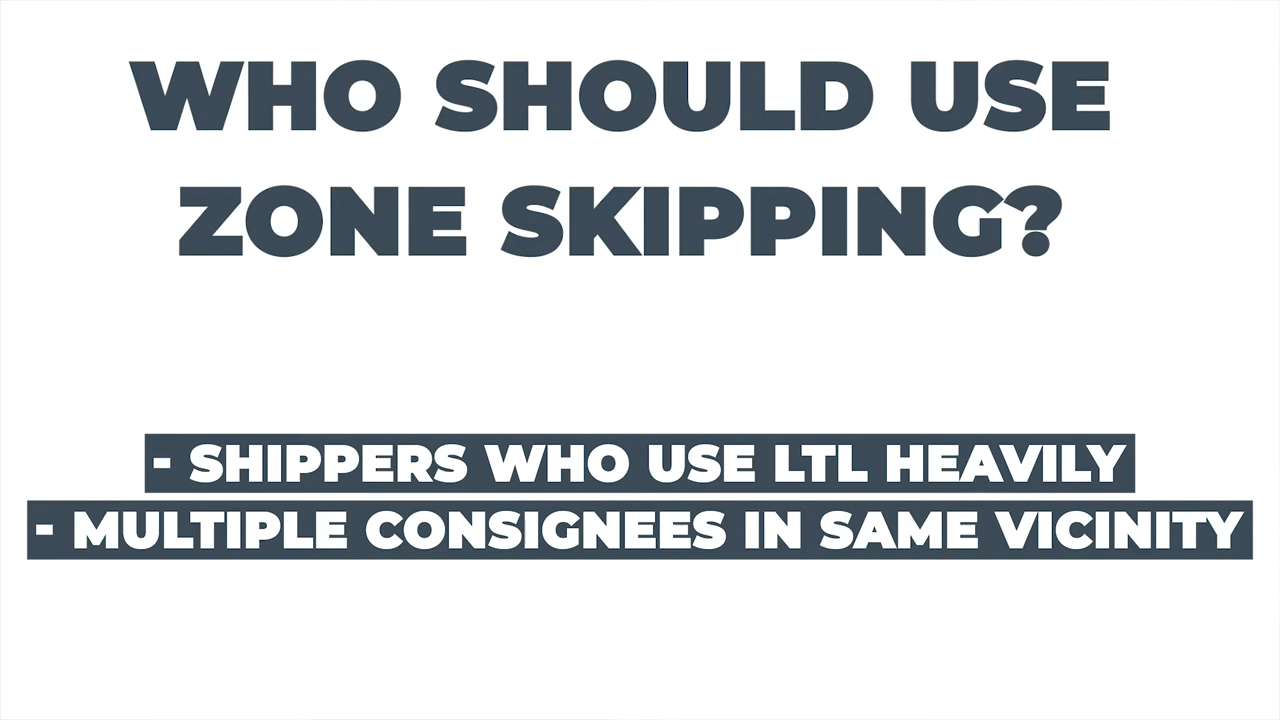 WHO SHOULD USE
ZONE SKIPPING?
- SHIPPERS WHO USE LTL HEAVILY
- MULTIPLE CONSIGNEES IN SAME VICINITY